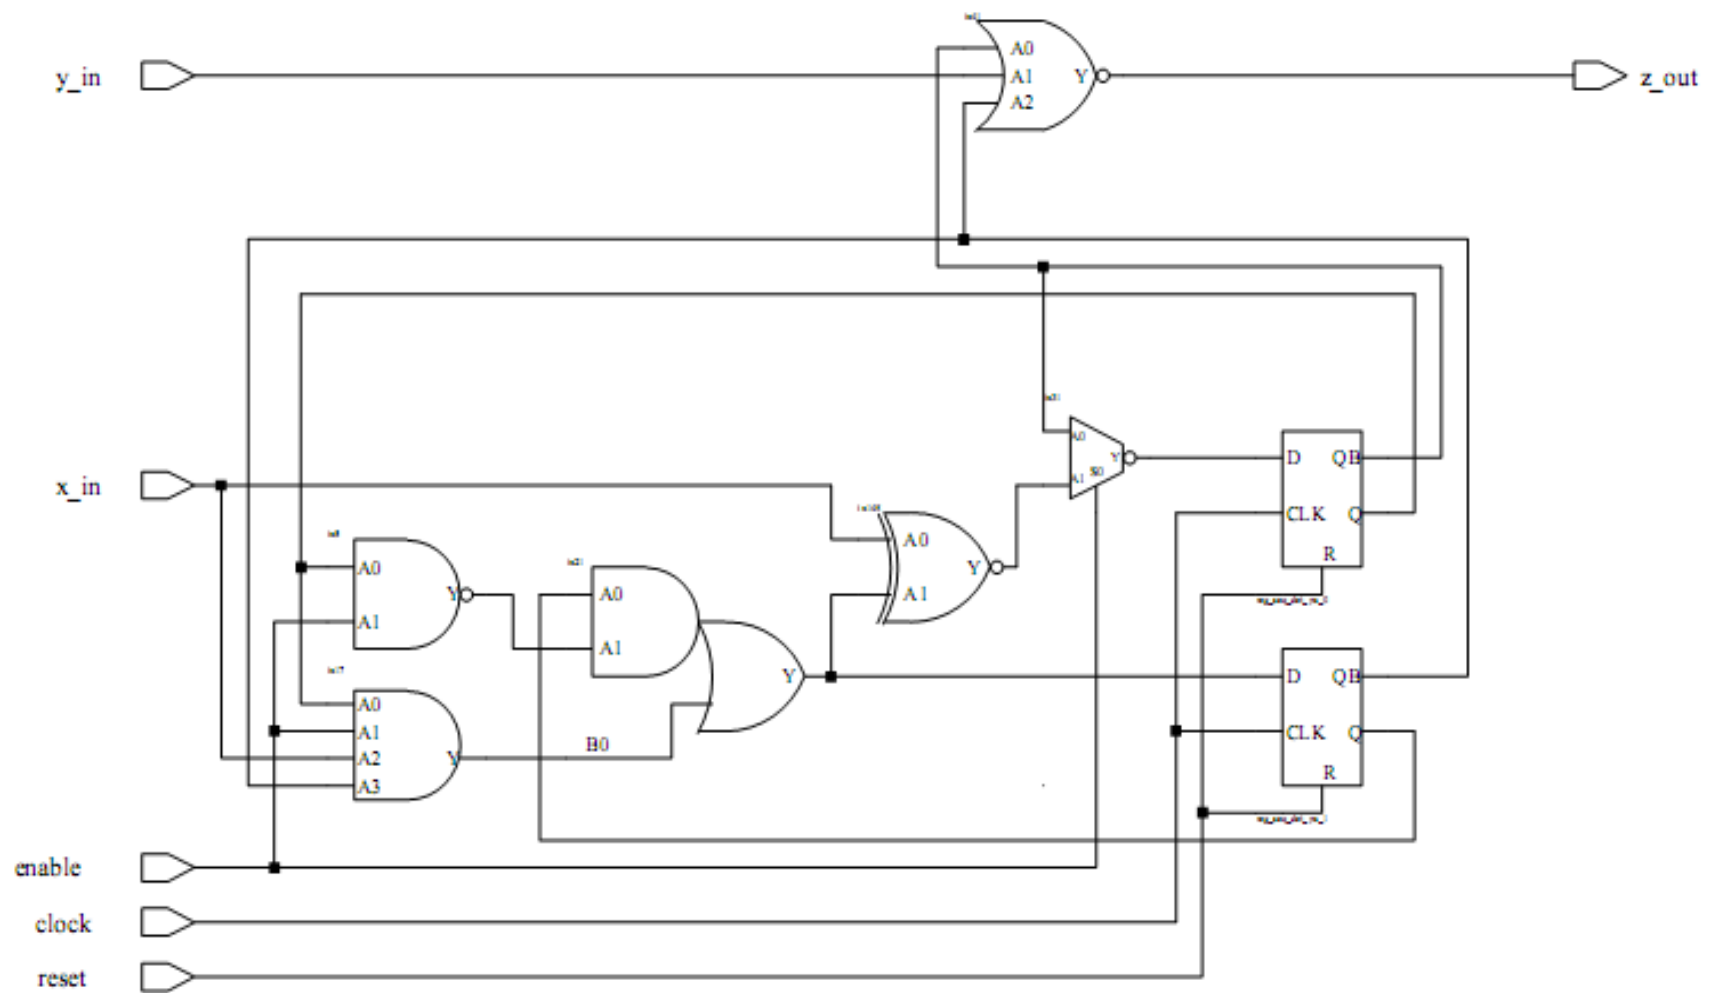 A0
y_in A1 Y z_out
A2
A0
Y
S0
A1
D QB
x_in
CLK Q
R
A0
Y
A1
A0
Y
A1
A0
A1
Y
D QB
CLK Q
R
A0
A1
A2 Y
A3
B0
enable
clock
reset